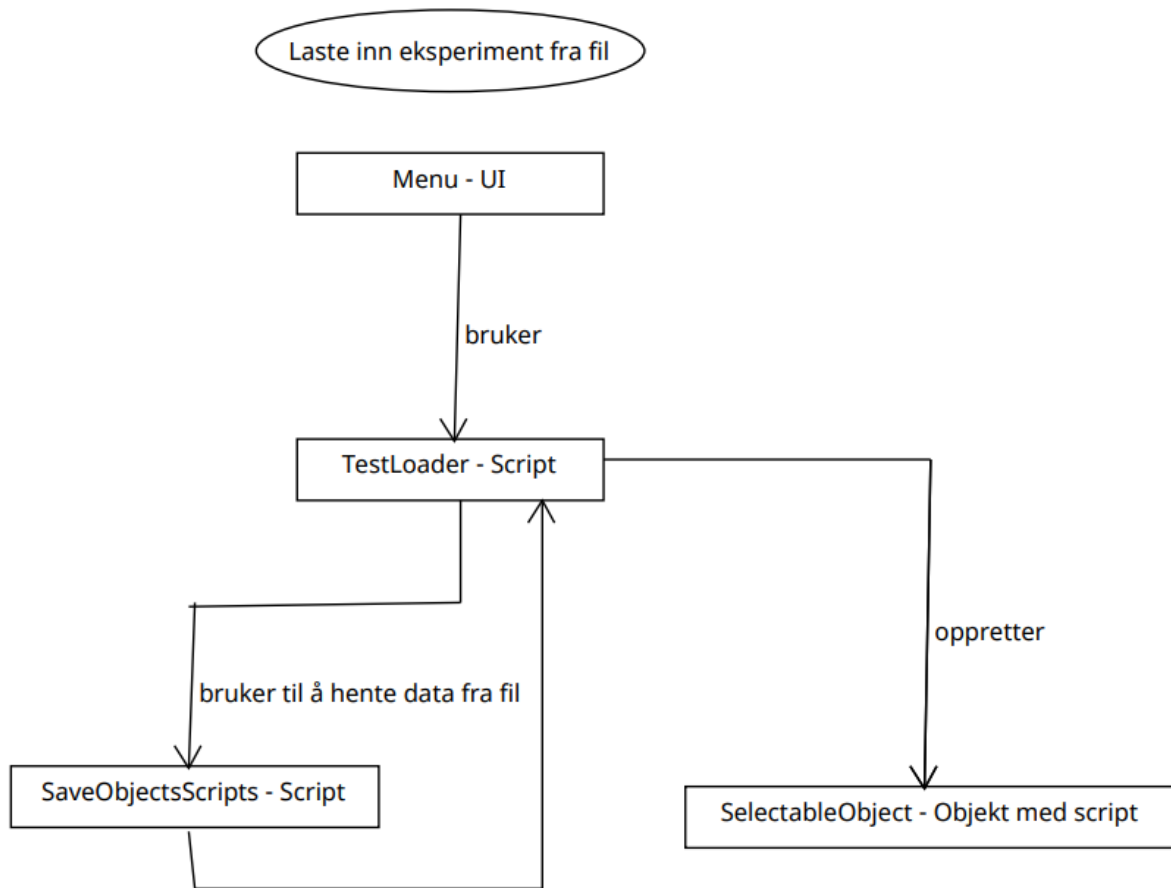 Laste inn eksperiment fra fil
Menu - UI
bruker
TestLoader - Script
oppretter
bruker til å hente data fra fil
SaveObjectsScripts - Script
SelectableObject - Objekt med script